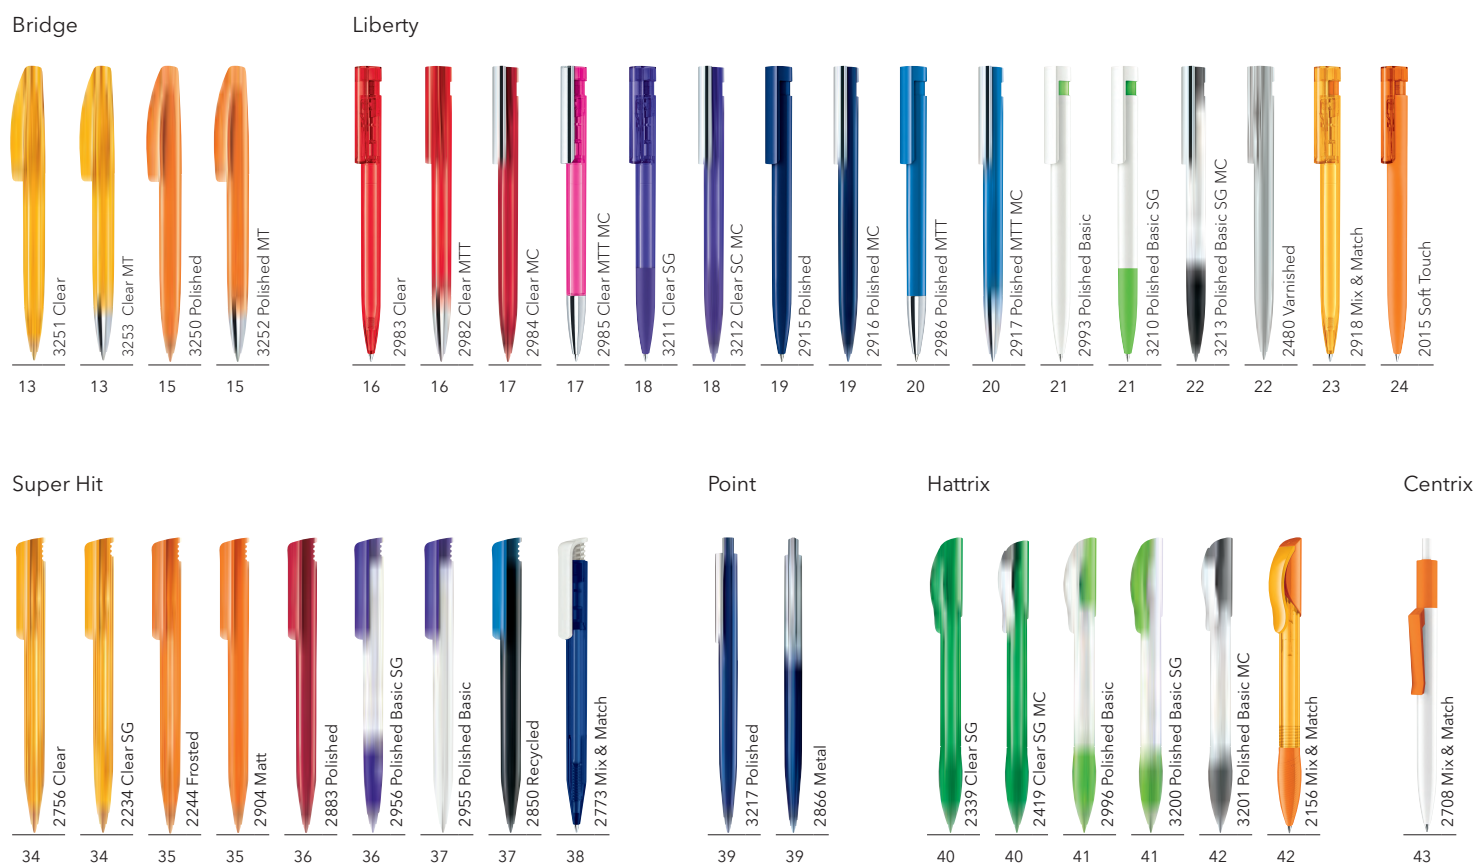 Bridge
Liberty
3251 Clear
3253 Clear MT
3250 Polished
3252 Polished MT
2983 Clear
2982 Clear MTT
2984 Clear MC
2985 Clear MTT MC
3211 Clear SG
3212 Clear SC MC
2915 Polished
2916 Polished MC
2986 Polished MTT
2917 Polished MTT MC
2993 Polished Basic
3210 Polished Basic SG
3213 Polished Basic SG MC
2480 Varnished
2918 Mix & Match
2015 Soft Touch
13
13
15
15
16
16
17
17
18
18
19
19
20
20
21
21
22
22
23
24
Super Hit
Point
Hattrix
Centrix
2756 Clear
2234 Clear SG
2244 Frosted
2904 Matt
2883 Polished
2956 Polished Basic SG
2955 Polished Basic
2850 Recycled
2773 Mix & Match
3217 Polished
2866 Metal
2339 Clear SG
2419 Clear SG MC
2996 Polished Basic
3200 Polished Basic SG
3201 Polished Basic MC
2156 Mix & Match
2708 Mix & Match
34
34
35
35
36
36
37
37
38
39
39
40
40
41
41
42
42
43